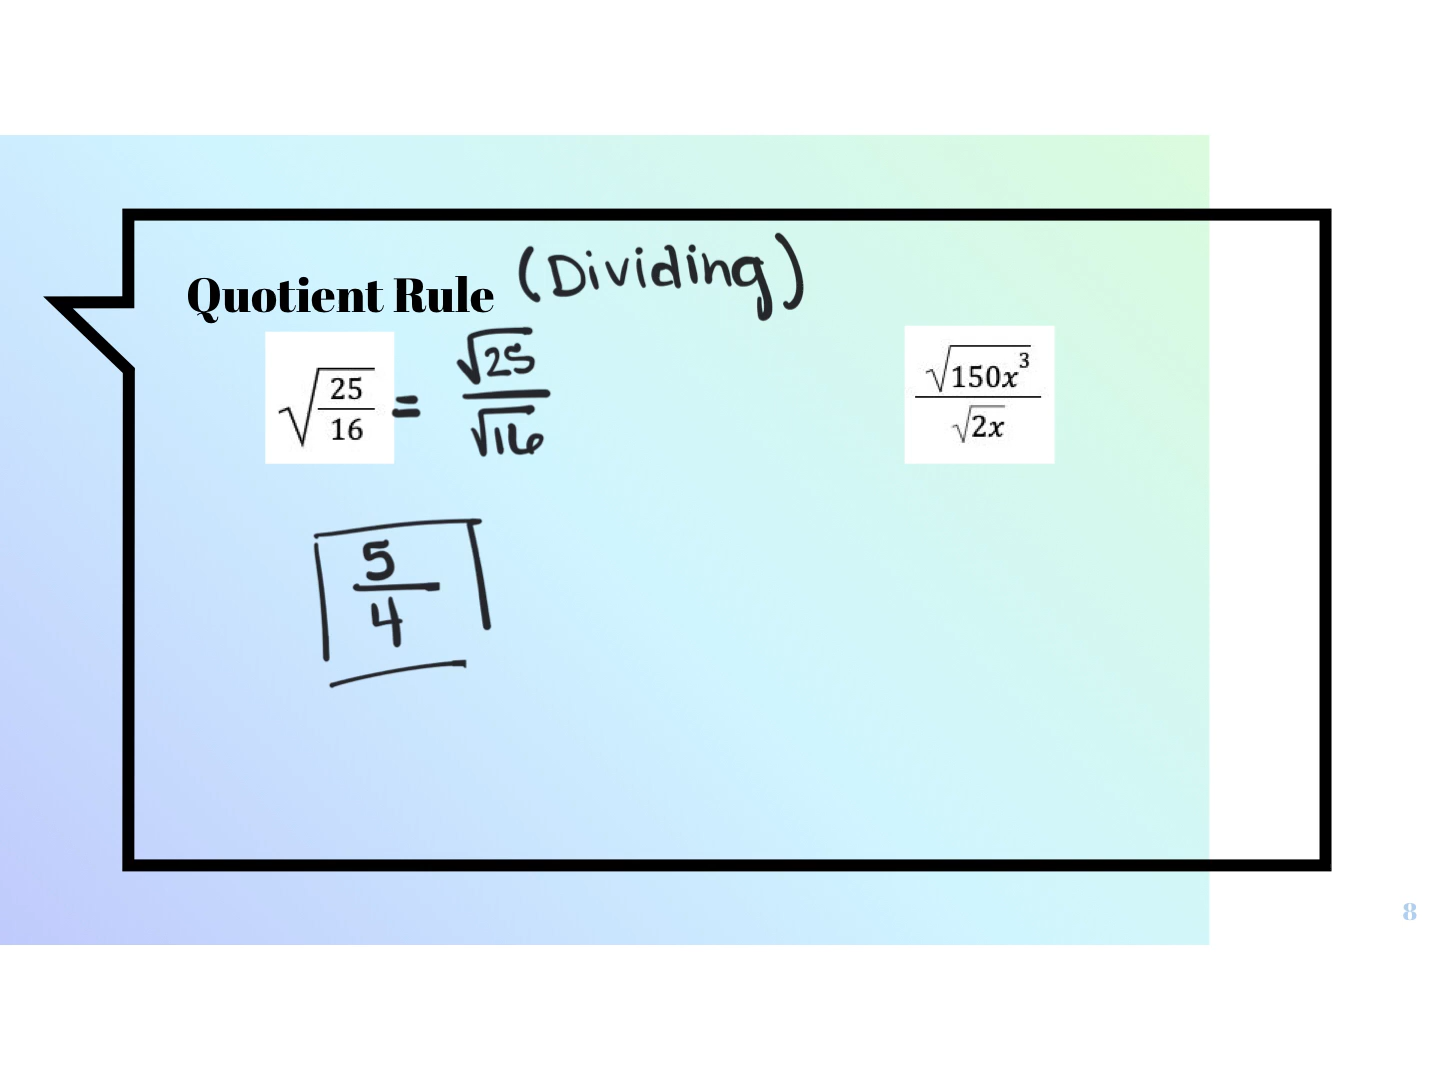 Quotient Rule (Dividing)
√(25/16) = √25/√16
√150x³/√2x
5/4
8